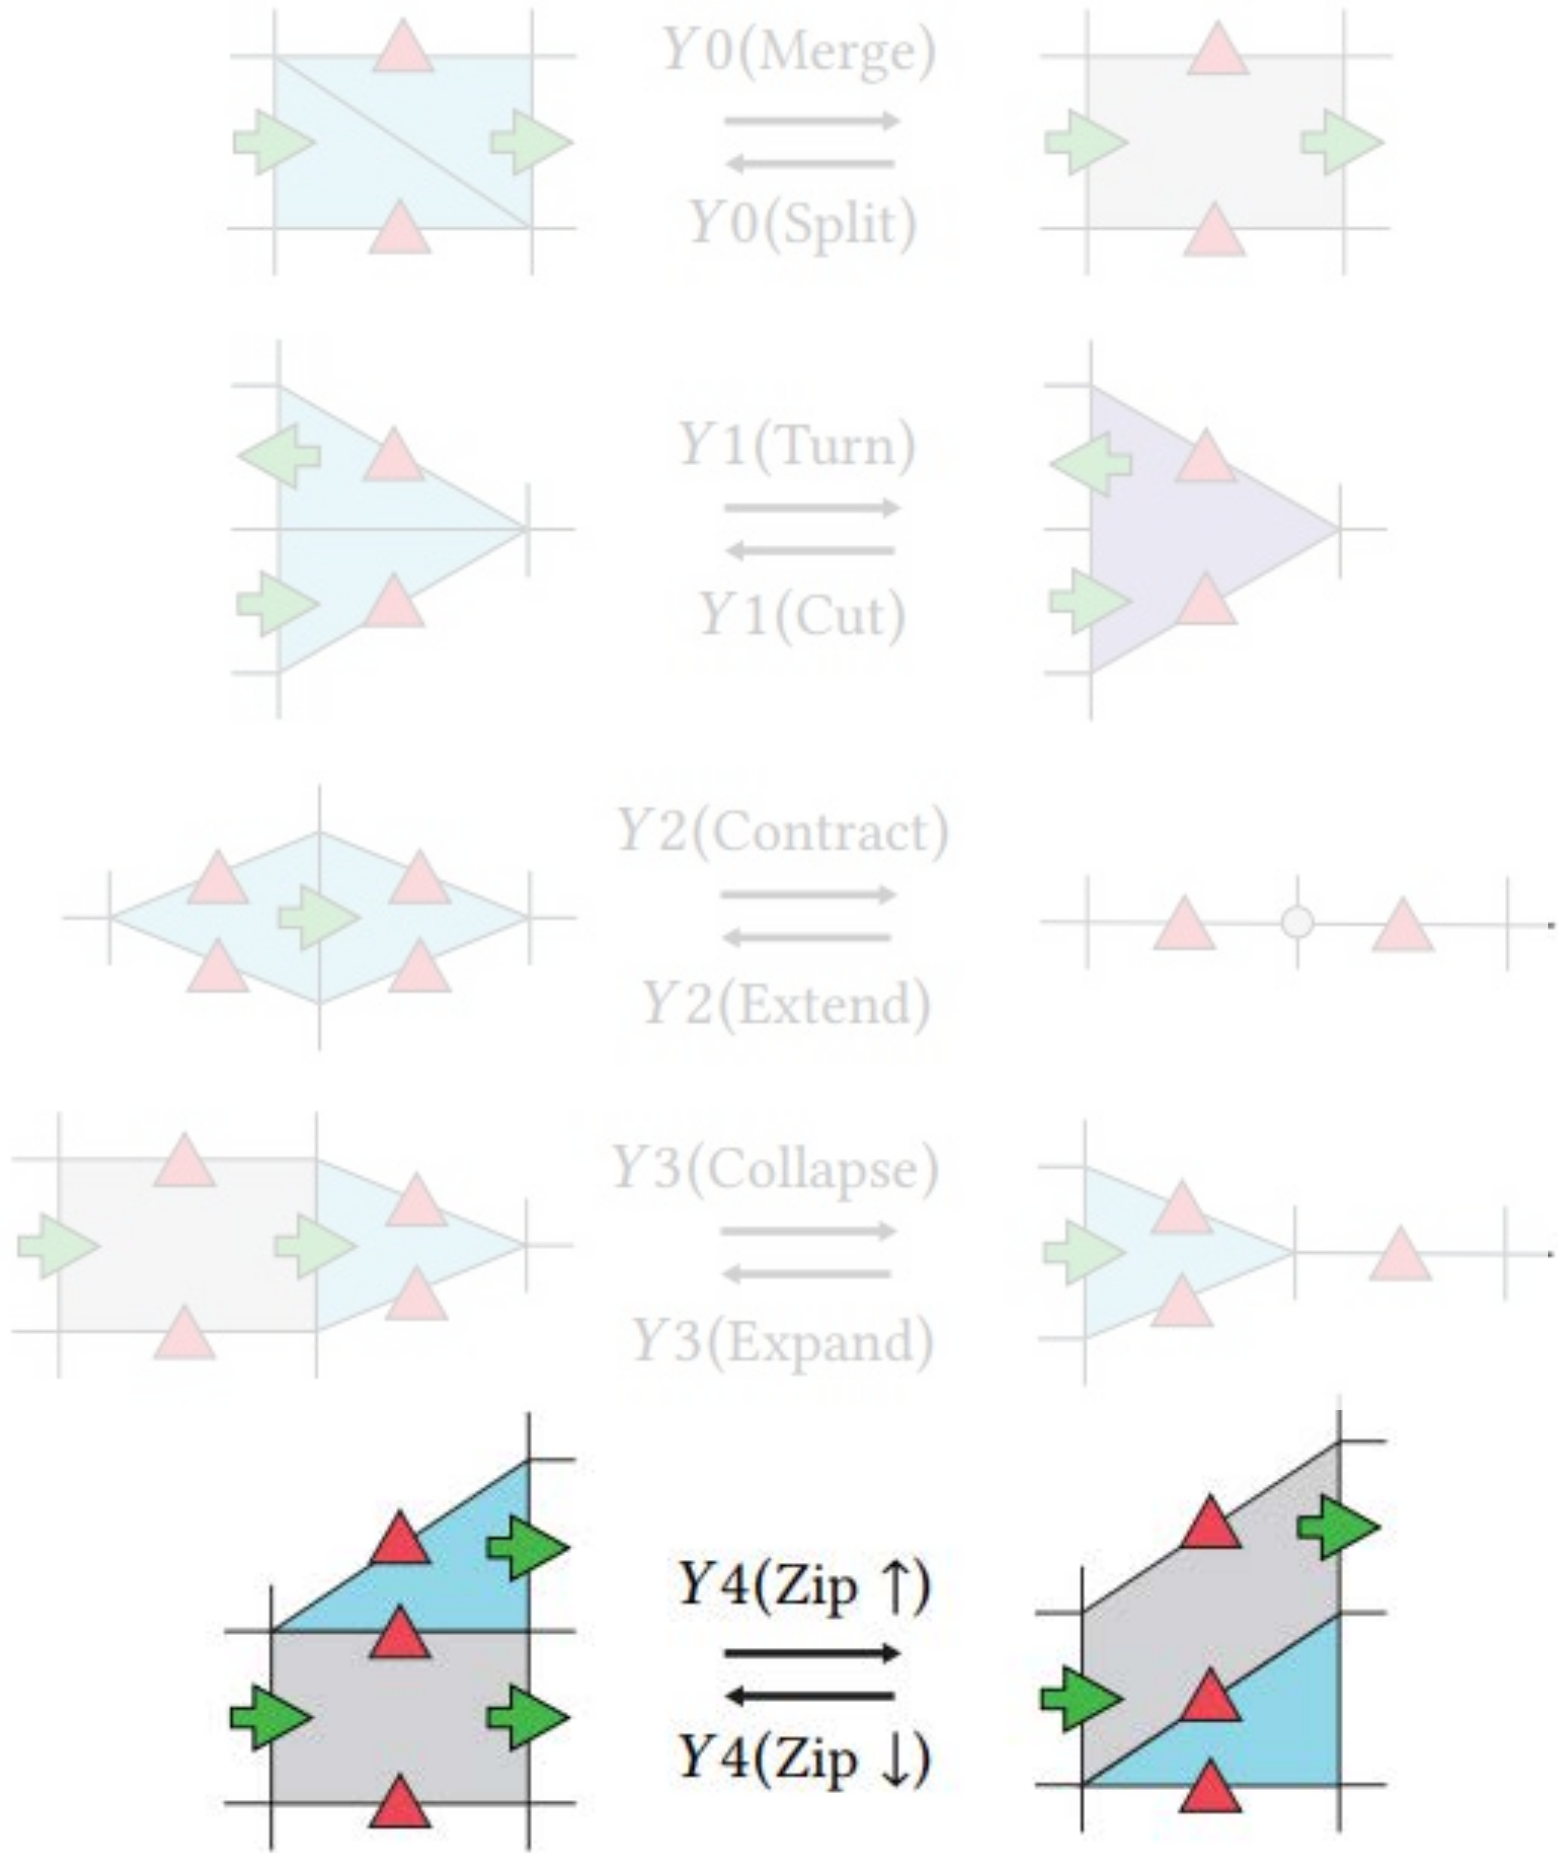 Y0(Merge)
Y0(Split)
Y1(Turn)
Y1(Cut)
Y2(Contract)
Y2(Extend)
Y3(Collapse)
Y3(Expand)
Y4(Zip ↑)
Y4(Zip ↓)